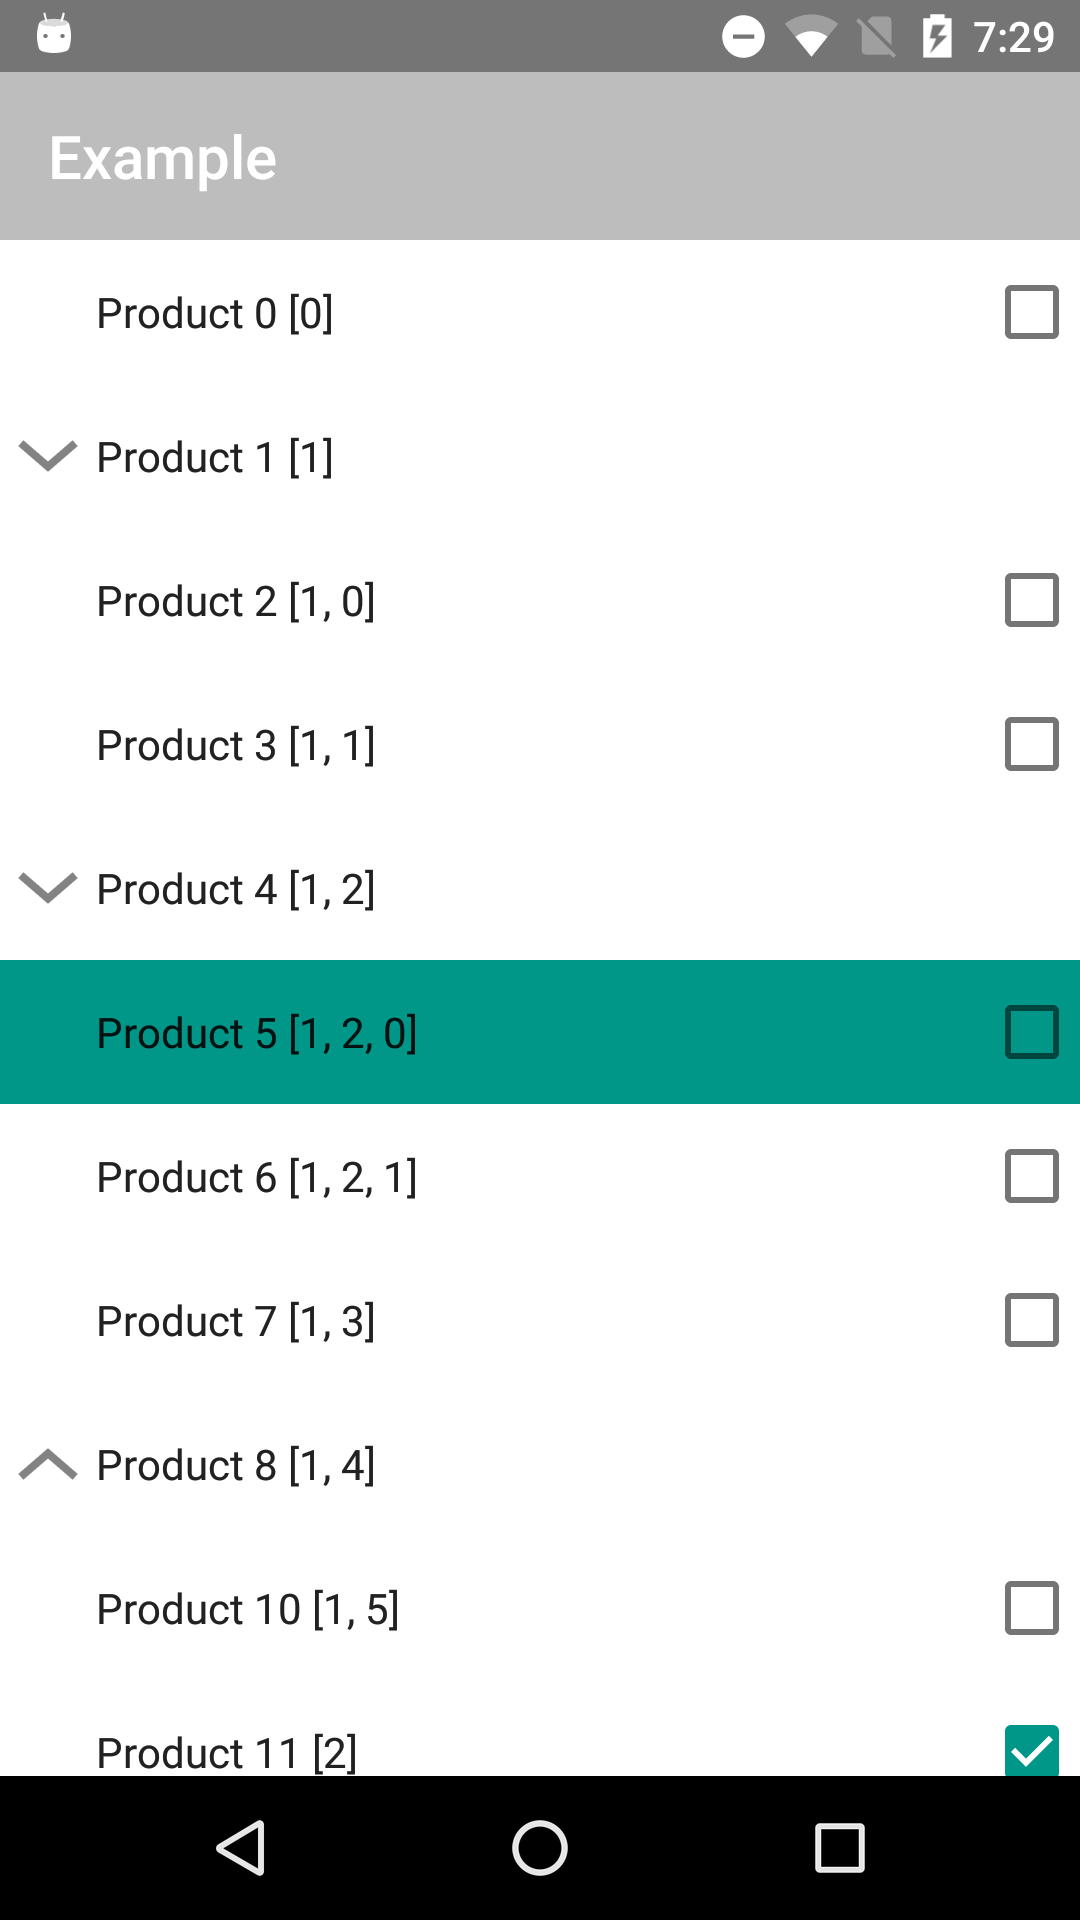 7:29
Example
Product 0 [0]
Product 1 [1]
Product 2 [1, 0]
Product 3 [1, 1]
Product 4 [1, 2]
Product 5 [1, 2, 0]
Product 6 [1, 2, 1]
Product 7 [1, 3]
Product 8 [1, 4]
Product 10 [1, 5]
Product 11 [2]